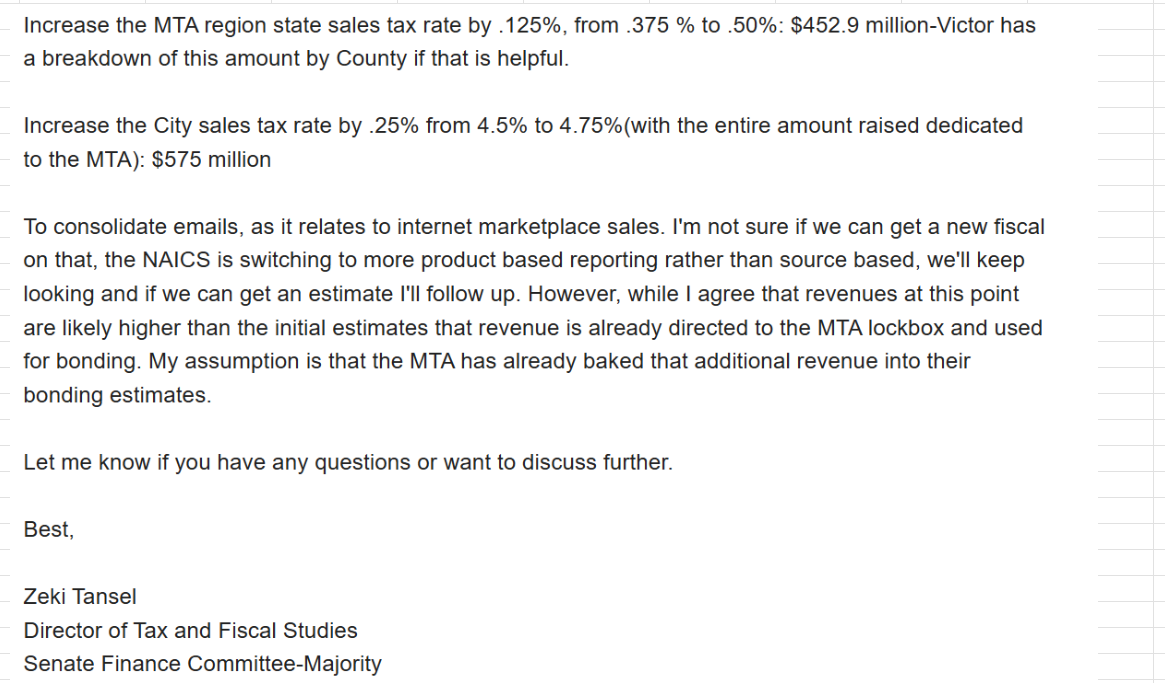 Increase the MTA region state sales tax rate by .125%, from .375 % to .50%: $452.9 million-Victor has
a breakdown of this amount by County if that is helpful.
Increase the City sales tax rate by .25% from 4.5% to 4.75%(with the entire amount raised dedicated
to the MTA): $575 million
To consolidate emails, as it relates to internet marketplace sales. I'm not sure if we can get a new fiscal
on that, the NAICS is switching to more product based reporting rather than source based, we'll keep
looking and if we can get an estimate I'll follow up. However, while I agree that revenues at this point
are likely higher than the initial estimates that revenue is already directed to the MTA lockbox and used
for bonding. My assumption is that the MTA has already baked that additional revenue into their
bonding estimates.
Let me know if you have any questions or want to discuss further.
Best,
Zeki Tansel
Director of Tax and Fiscal Studies
Senate Finance Committee-Majority